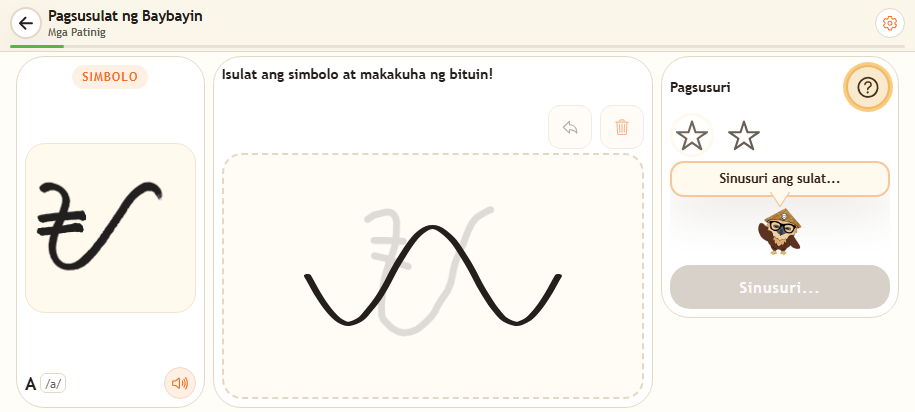 Pagsusulat ng Baybayin
Mga Patinig
SIMBOLO
ᜀ
A /a/
Isulat ang simbolo at makakuha ng bituin!
Pagsusuri
?
Sinusuri ang sulat...
Sinusuri...